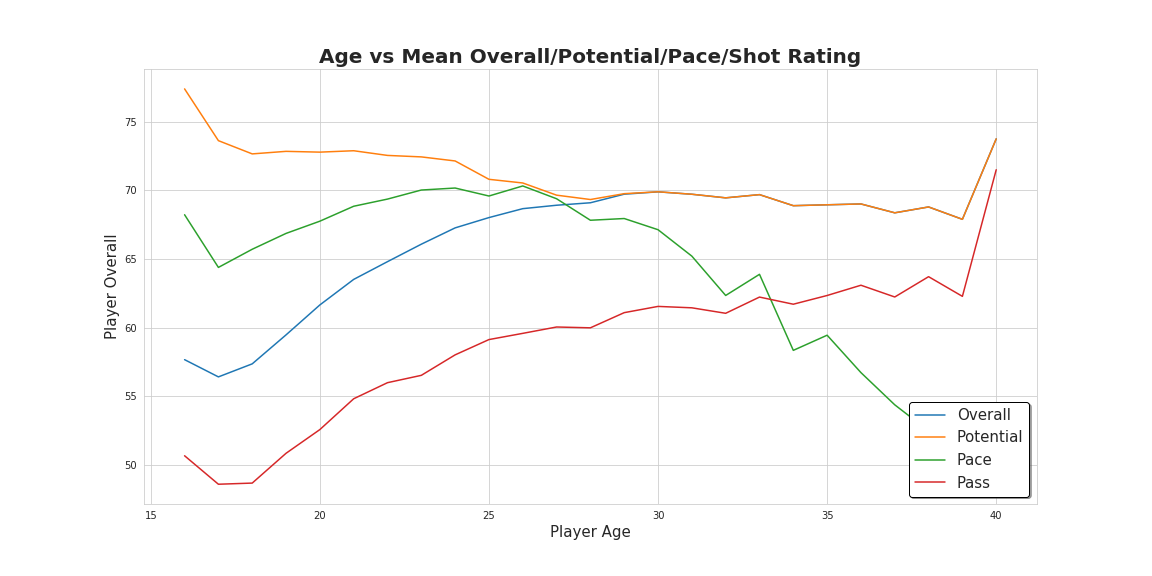 Age vs Mean Overall/Potential/Pace/Shot Rating
Player Overall
75
70
65
60
55
50
15
20
25
30
35
40
Player Age
Overall
Potential
Pace
Pass